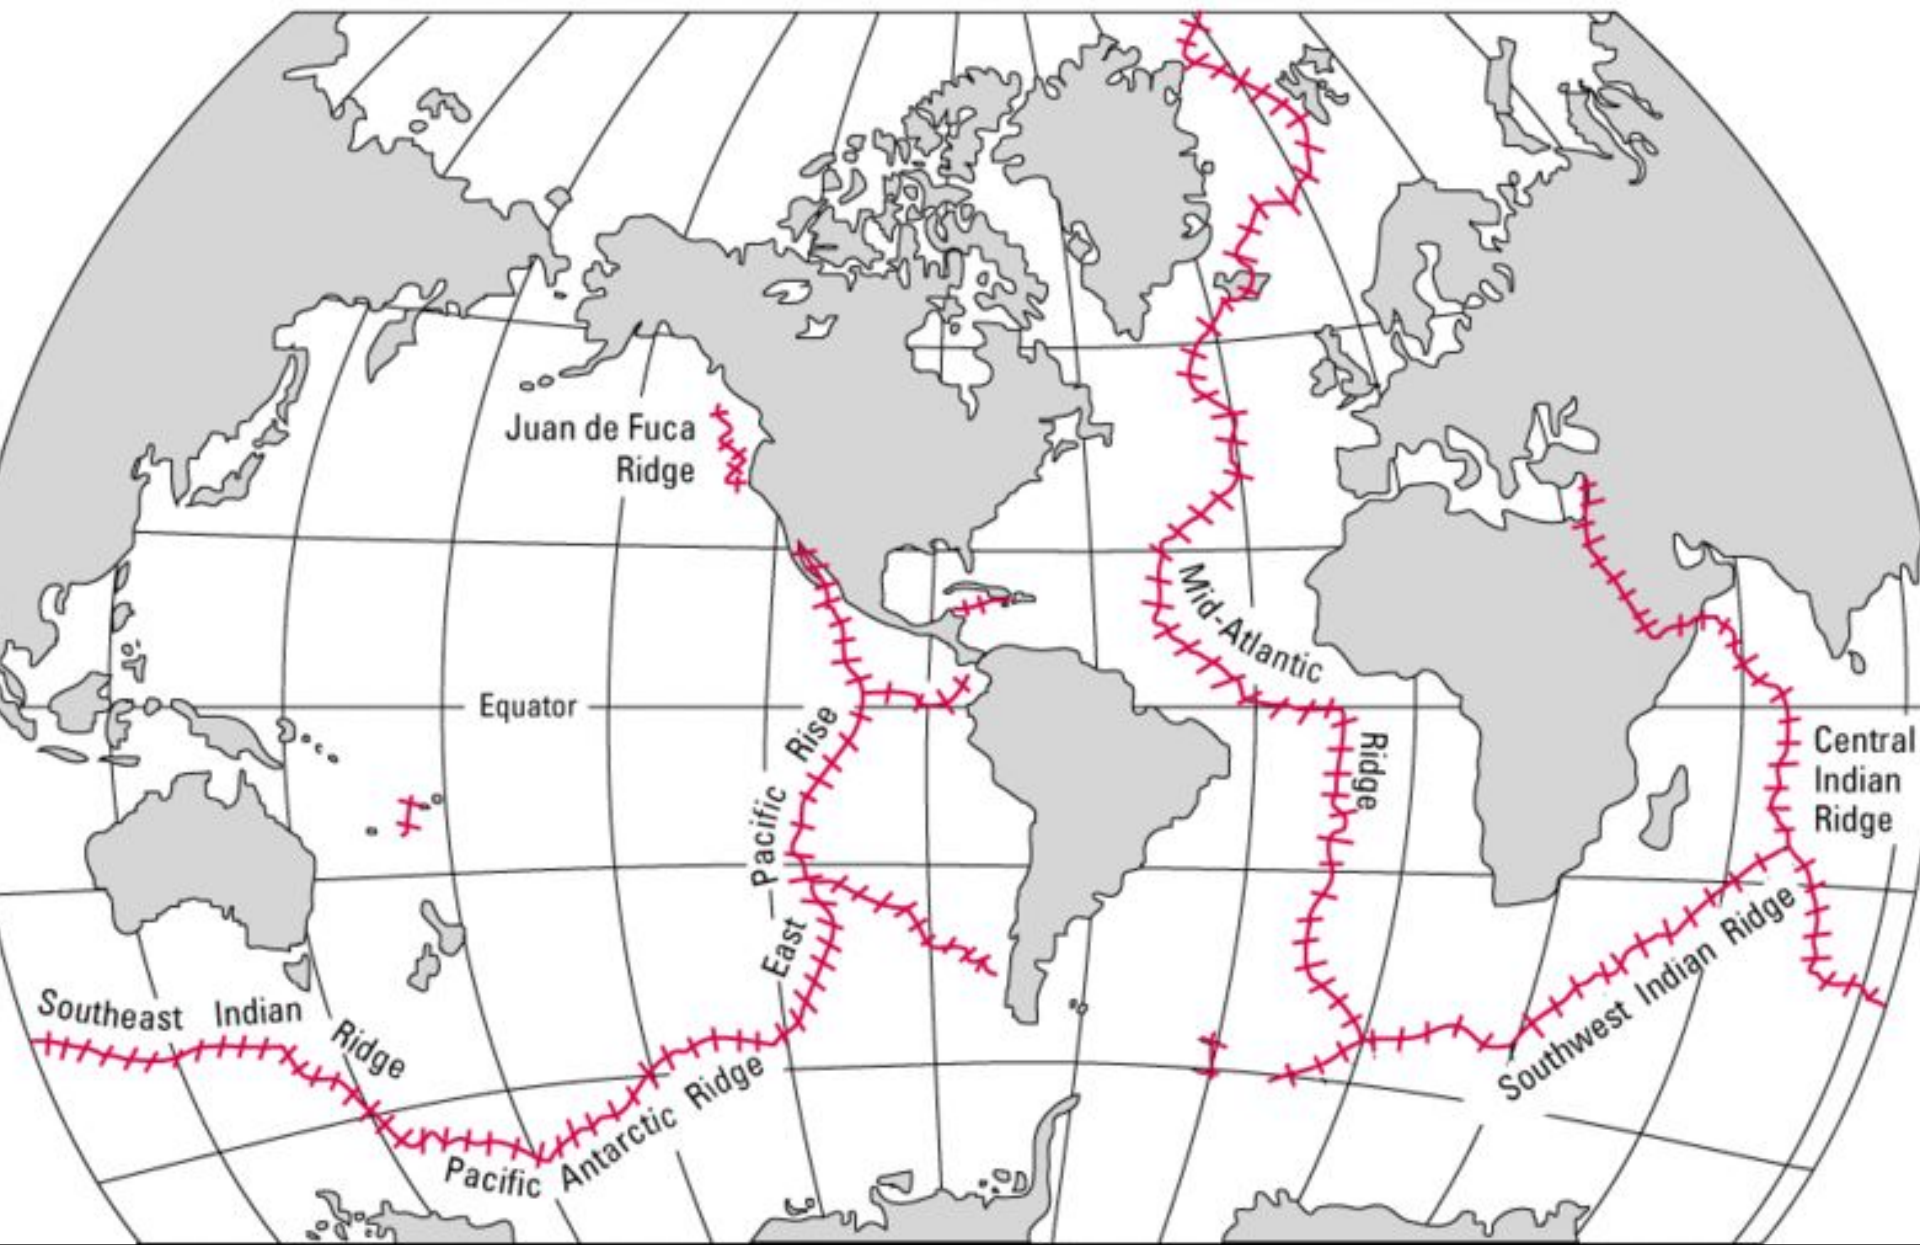 Juan de Fuca
Ridge
Mid-Atlantic
Ridge
Equator
East Pacific Rise
Central
Indian
Ridge
Southeast Indian Ridge
Southwest Indian Ridge
Pacific Antarctic Ridge